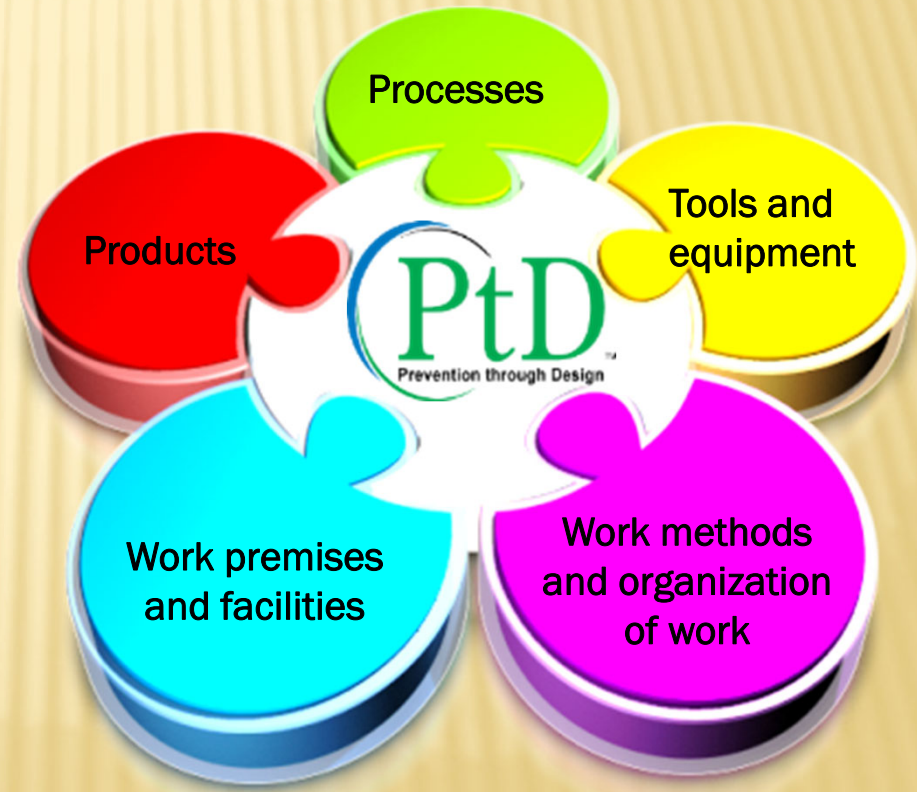 Processes
Tools and
equipment
Products
PtD
™
Prevention through Design
Work premises
and facilities
Work methods
and organization
of work